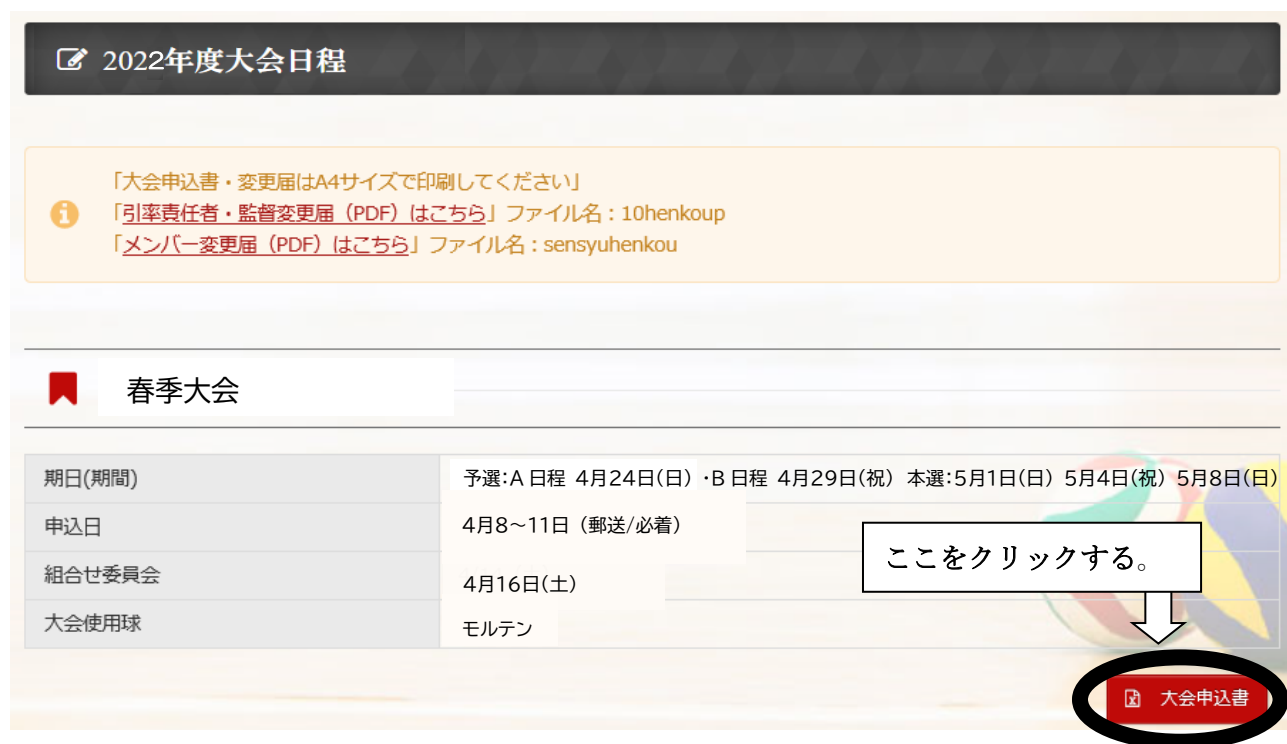 2022年度大会日程
「大会申込書・変更届はA4サイズで印刷してください」
「引率責任者・監督変更届（PDF）はこちら」ファイル名：10henkoup
「メンバー変更届（PDF）はこちら」ファイル名：sensyuhenkou
春季大会
期日(期間) 予選:A 日程 4月24日(日) ・B 日程 4月29日(祝) 本選:5月1日(日) 5月4日(祝) 5月8日(日)
申込日 4月8～11日（郵送/必着）
ここをクリックする。
組合せ委員会 4月16日(土)
大会使用球 モルテン
大会申込書